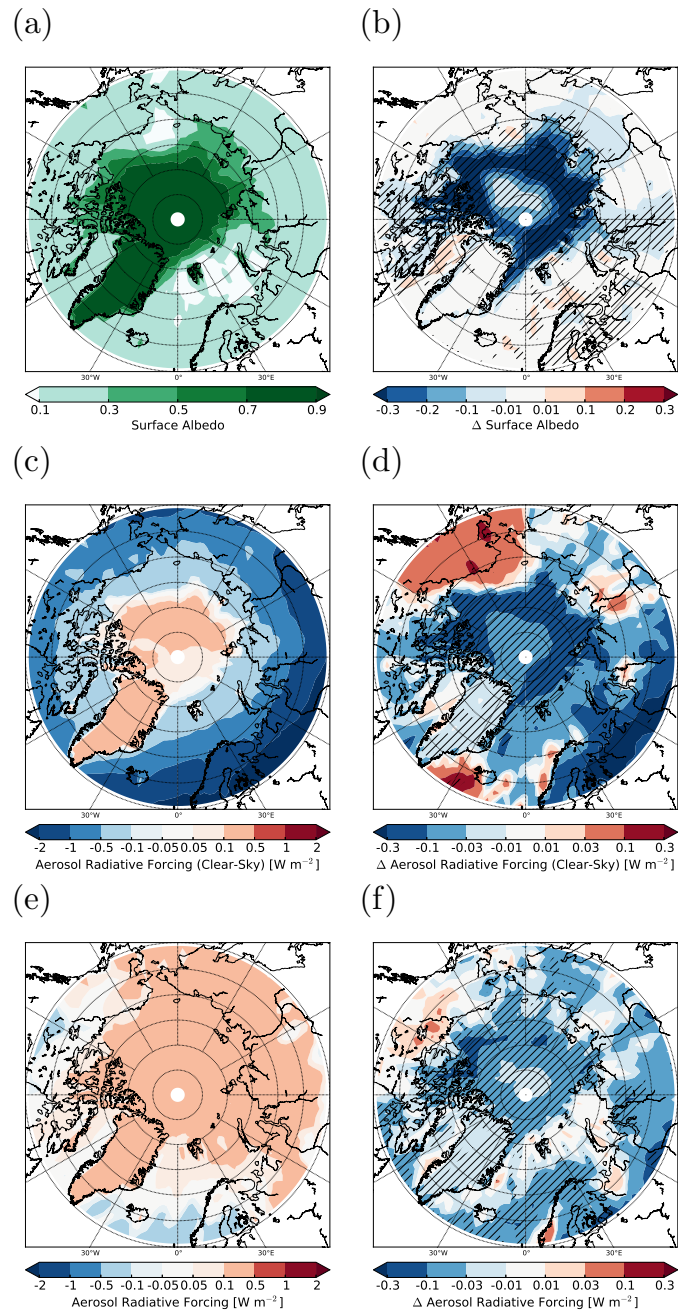 (a)
(b)
30°W 0° 30°E
30°W 0° 30°E
0.1 0.3 0.5 0.7 0.9
Surface Albedo
-0.3 -0.2 -0.1 -0.01 0.01 0.1 0.2 0.3
Δ Surface Albedo
(c)
(d)
30°W 0° 30°E
30°W 0° 30°E
-2 -1 -0.5 -0.1 -0.05 0.05 0.1 0.5 1 2
Aerosol Radiative Forcing (Clear-Sky) [W m⁻²]
-0.3 -0.1 -0.03 -0.01 0.01 0.03 0.1 0.3
Δ Aerosol Radiative Forcing (Clear-Sky) [W m⁻²]
(e)
(f)
30°W 0° 30°E
30°W 0° 30°E
-2 -1 -0.5 -0.1 -0.05 0.05 0.1 0.5 1 2
Aerosol Radiative Forcing [W m⁻²]
-0.3 -0.1 -0.03 -0.01 0.01 0.03 0.1 0.3
Δ Aerosol Radiative Forcing [W m⁻²]